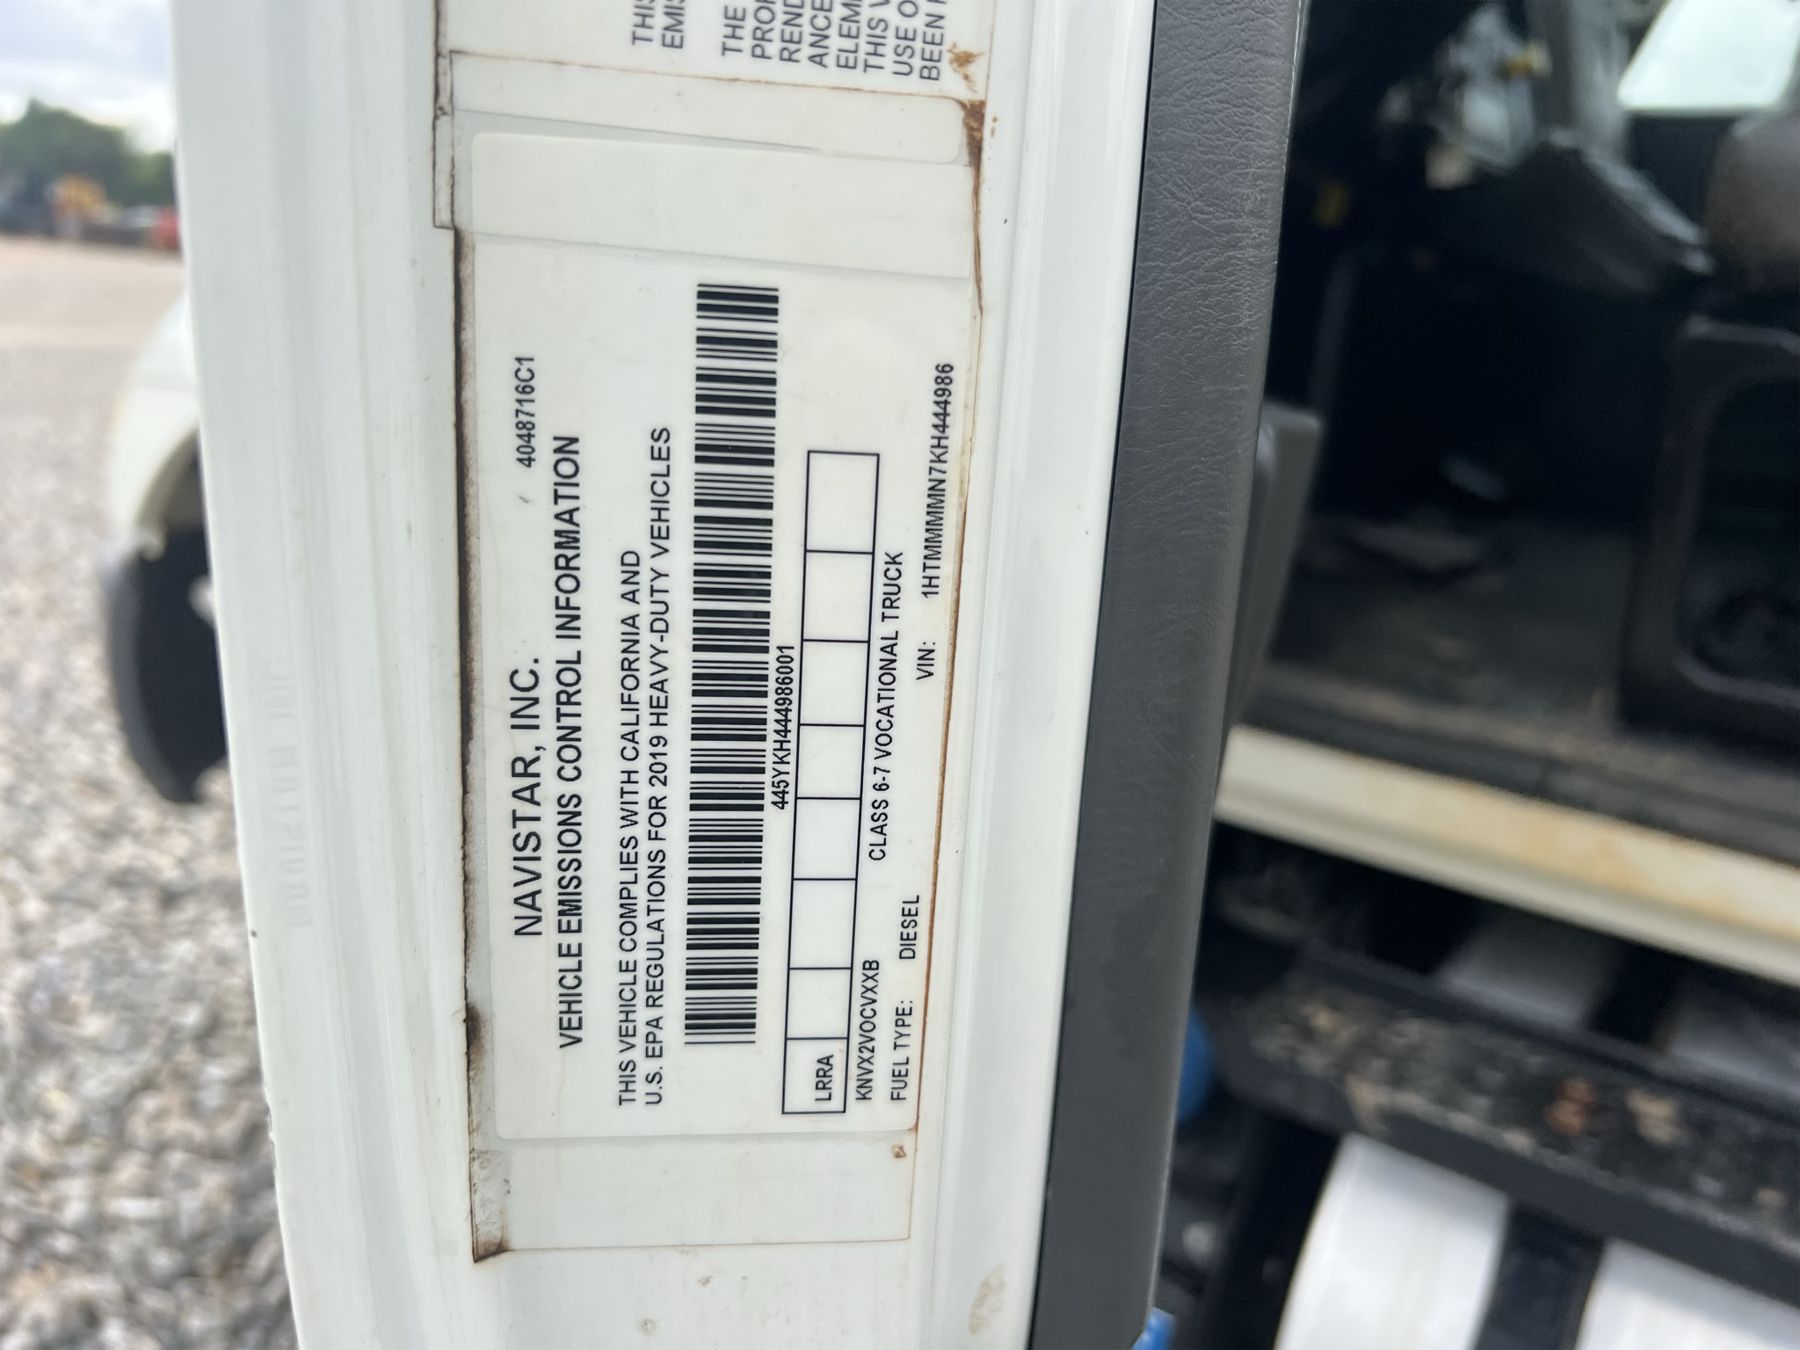 THIS
EMIS
THE
PROP
REND
ANCE
ELEM
THIS V
USE O
BEEN
4048716C1
NAVISTAR, INC.
VEHICLE EMISSIONS CONTROL INFORMATION
THIS VEHICLE COMPLIES WITH CALIFORNIA AND
U.S. EPA REGULATIONS FOR 2019 HEAVY-DUTY VEHICLES
445YKH444986001
LRRA
KNVX2VOCVXXB CLASS 6-7 VOCATIONAL TRUCK
FUEL TYPE: DIESEL VIN: 1HTMMMMN7KH444986